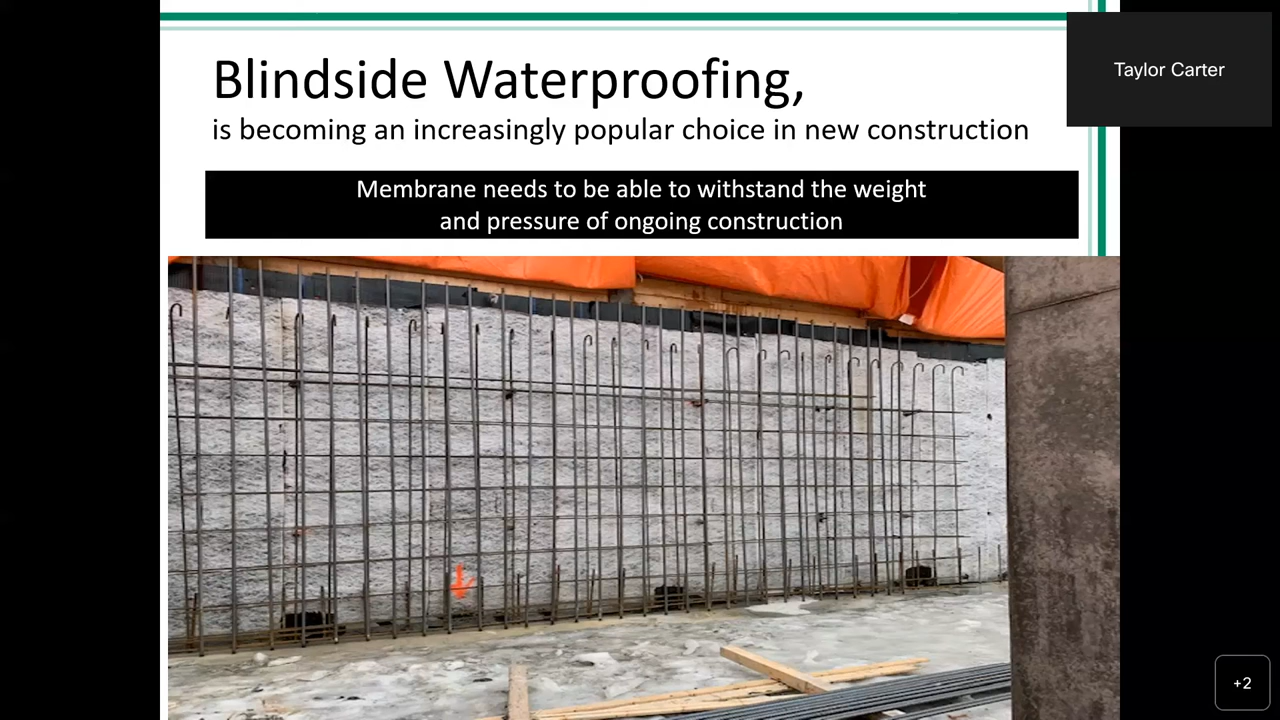 Blindside Waterproofing,
is becoming an increasingly popular choice in new construction
Membrane needs to be able to withstand the weight
and pressure of ongoing construction
Taylor Carter
+2